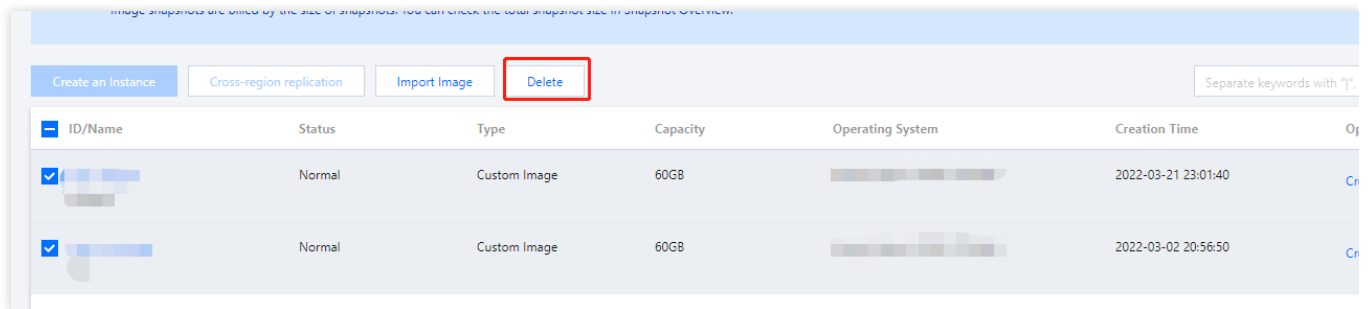 Image snapshots are billed by the size of snapshots. You can check the total snapshot size in Snapshot Overview.
Create an Instance Cross-region replication Import Image Delete Separate keywords with "|",
ID/Name Status Type Capacity Operating System Creation Time Op
Normal Custom Image 60GB 2022-03-21 23:01:40 Cr
Normal Custom Image 60GB 2022-03-02 20:56:50 Cr